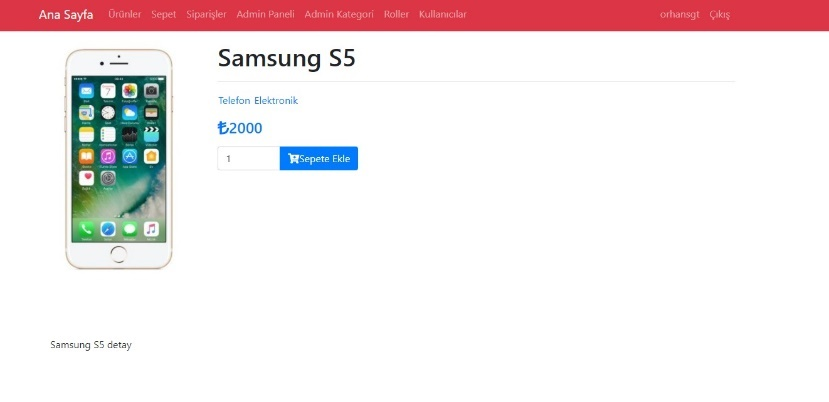 Ana Sayfa Ürünler Sepet Siparişler Admin Paneli Admin Kategori Roller Kullanıcılar orhansgt Çıkış
Samsung S5
Telefon Elektronik
₺2000
1 Sepete Ekle
Samsung S5 detay